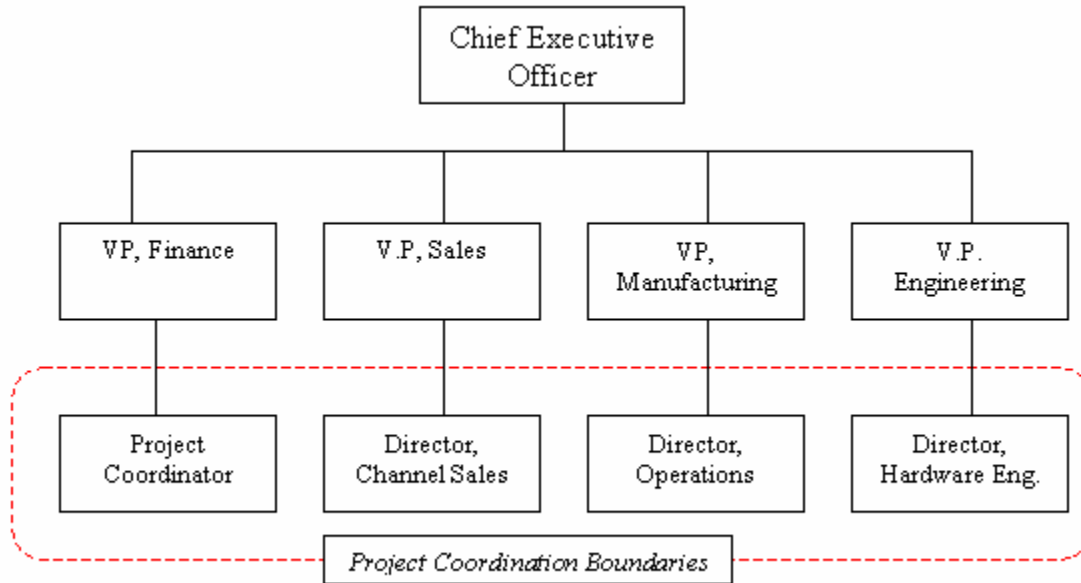 Chief Executive
Officer
VP, Finance
V.P, Sales
VP,
Manufacturing
V.P.
Engineering
Project
Coordinator
Director,
Channel Sales
Director,
Operations
Director,
Hardware Eng.
Project Coordination Boundaries